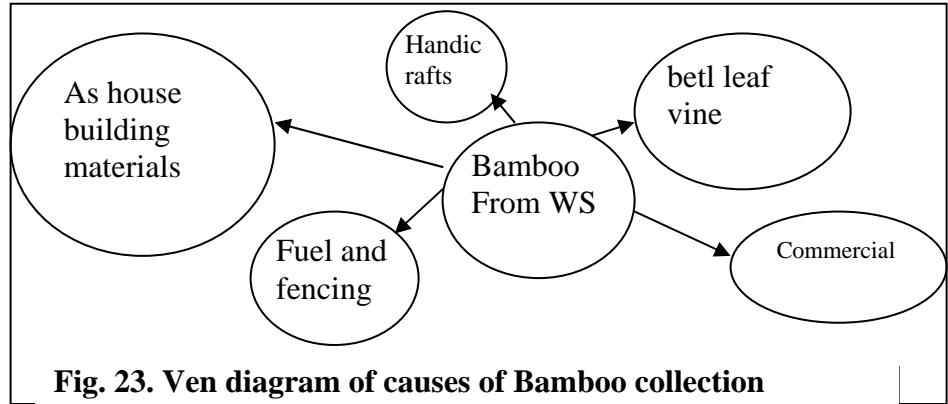 Handic
rafts
As house
building
materials
betl leaf
vine
Bamboo
From WS
Fuel and
fencing
Commercial
Fig. 23. Ven diagram of causes of Bamboo collection